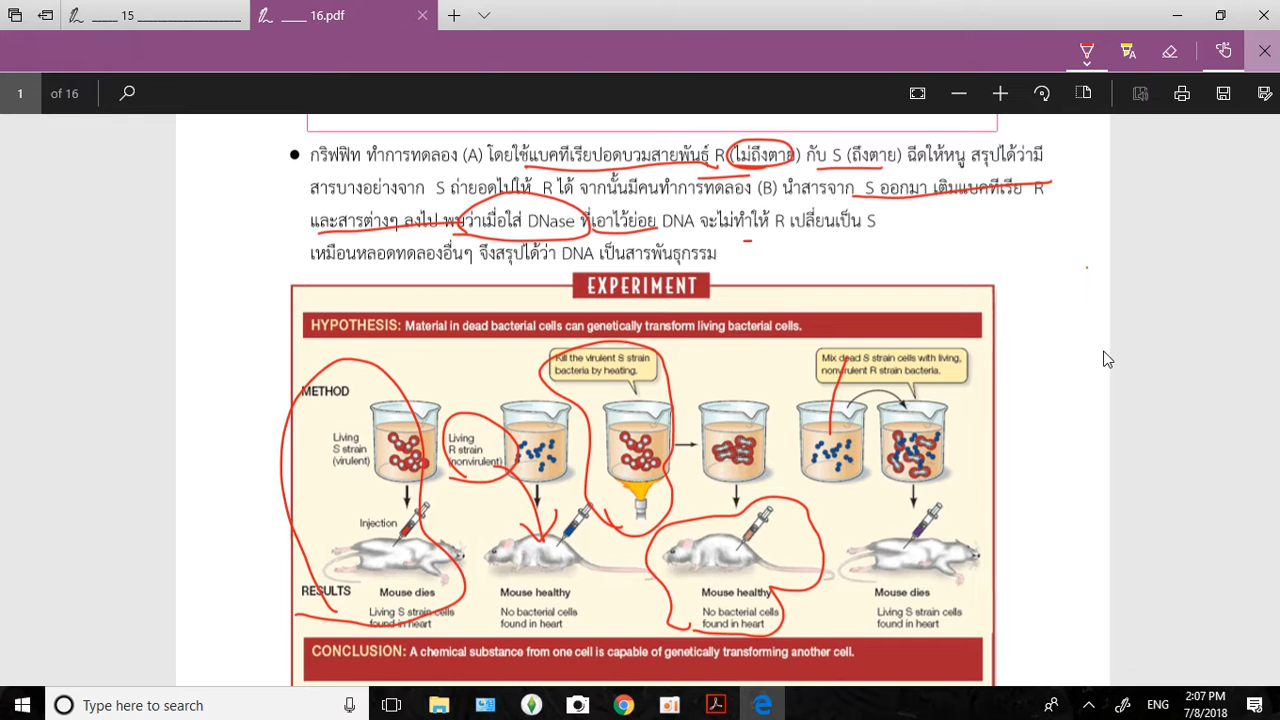 ____ 15 ____________________
____ 16.pdf
1 of 16
กริฟฟิท ทำการทดลอง (A) โดยใช้แบคทีเรียปอดบวมสายพันธ์ R (ไม่ถึงตาย) กับ S (ถึงตาย) ฉีดให้หนู สรุปได้ว่ามี
สารบางอย่างจาก S ถ่ายยอดไปให้ R ได้ จากนั้นมีคนทำการทดลอง (B) นำสารจาก S ออกมา เติมแบคทีเรีย R
และสารต่างๆ ลงไป พบว่าเมื่อใส่ DNase ที่เอาไว้ย่อย DNA จะไม่ทำให้ R เปลี่ยนเป็น S
เหมือนหลอดทดลองอื่นๆ จึงสรุปได้ว่า DNA เป็นสารพันธุกรรม
EXPERIMENT
HYPOTHESIS: Material in dead bacterial cells can genetically transform living bacterial cells.
METHOD
Living
S strain
(virulent)
Living
R strain
(nonvirulent)
Kill the virulent S strain
bacteria by heating.
Mix dead S strain cells with living,
nonvirulent R strain bacteria.
Injection
RESULTS
Mouse dies
Living S strain cells
found in heart
Mouse healthy
No bacterial cells
found in heart
Mouse healthy
No bacterial cells
found in heart
Mouse dies
Living S strain cells
found in heart
CONCLUSION: A chemical substance from one cell is capable of genetically transforming another cell.
Type here to search
2:07 PM
7/8/2018